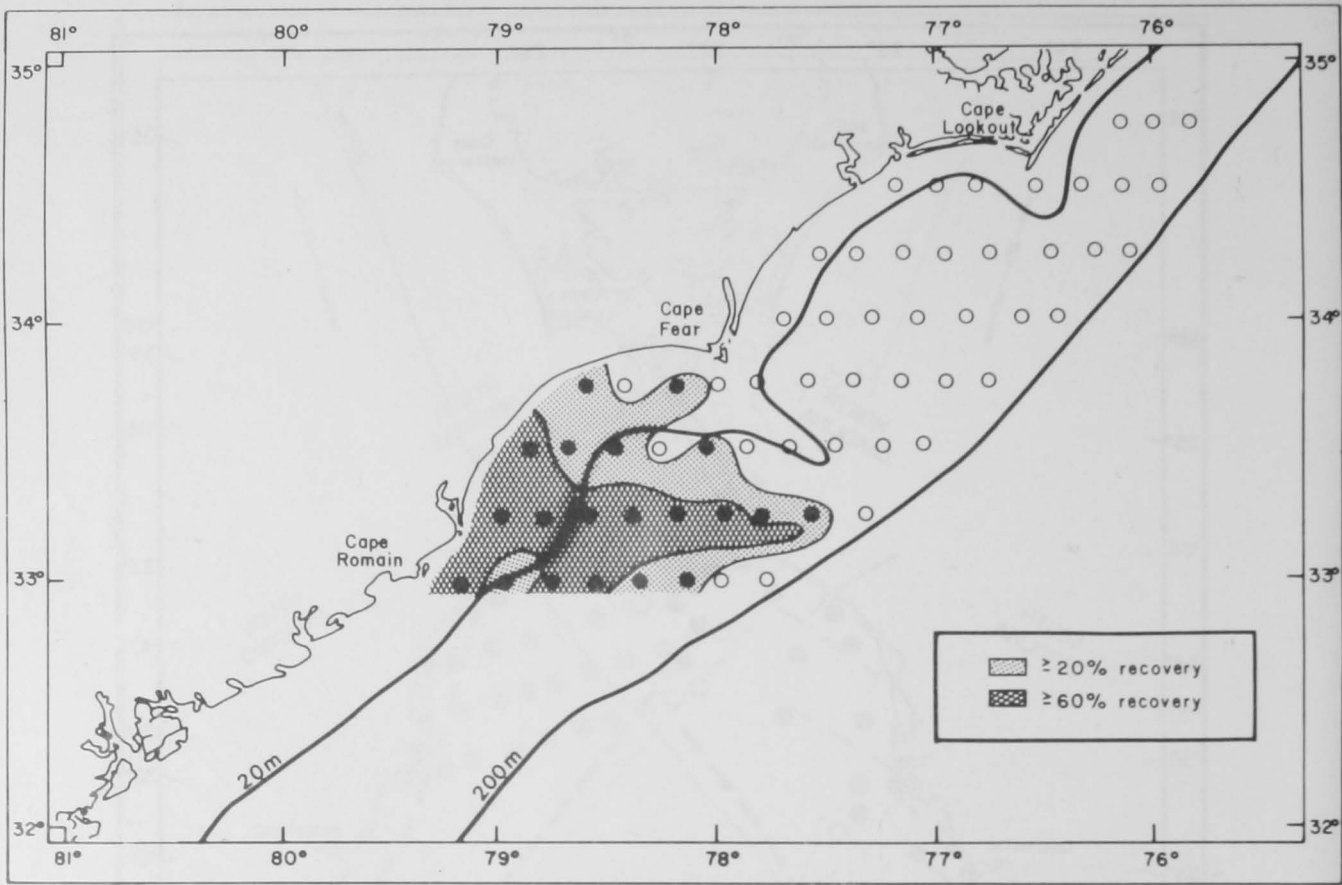 81° 80° 79° 78° 77° 76°
35° 35°
Cape
Lookout
Cape
Fear
34° 34°
Cape
Romain
33° 33°
≥20% recovery
≥60% recovery
20m
200m
32° 32°
81° 80° 79° 78° 77° 76°